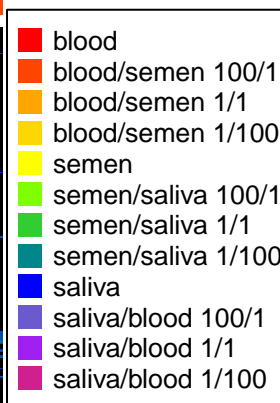 blood
blood/semen 100/1
blood/semen 1/1
blood/semen 1/100
semen
semen/saliva 100/1
semen/saliva 1/1
semen/saliva 1/100
saliva
saliva/blood 100/1
saliva/blood 1/1
saliva/blood 1/100